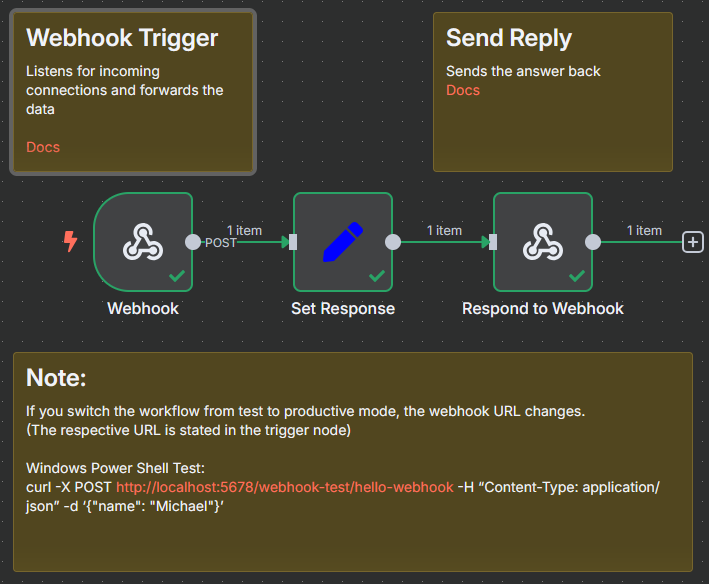 Webhook Trigger
Listens for incoming
connections and forwards the
data
Docs
Send Reply
Sends the answer back
Docs
1 item
POST
1 item
1 item
Webhook
Set Response
Respond to Webhook
Note:
If you switch the workflow from test to productive mode, the webhook URL changes.
(The respective URL is stated in the trigger node)
Windows Power Shell Test:
curl -X POST http://localhost:5678/webhook-test/hello-webhook -H “Content-Type: application/
json” -d ‘{"name": "Michael"}’